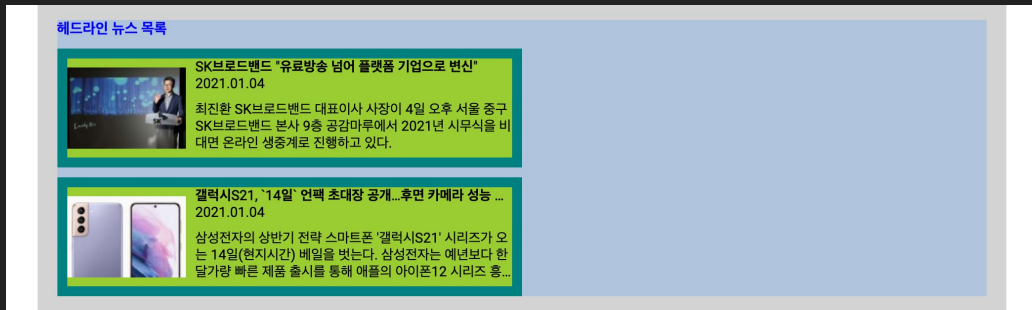 헤드라인 뉴스 목록
SK브로드밴드 "유료방송 넘어 플랫폼 기업으로 변신"
2021.01.04
최진환 SK브로드밴드 대표이사 사장이 4일 오후 서울 중구
SK브로드밴드 본사 9층 공감마루에서 2021년 시무식을 비
대면 온라인 생중계로 진행하고 있다.
갤럭시S21, `14일` 언팩 초대장 공개...후면 카메라 성능 ...
2021.01.04
삼성전자의 상반기 전략 스마트폰 '갤럭시S21' 시리즈가 오
는 14일(현지시간) 베일을 벗는다. 삼성전자는 예년보다 한
달가량 빠른 제품 출시를 통해 애플의 아이폰12 시리즈 흥...